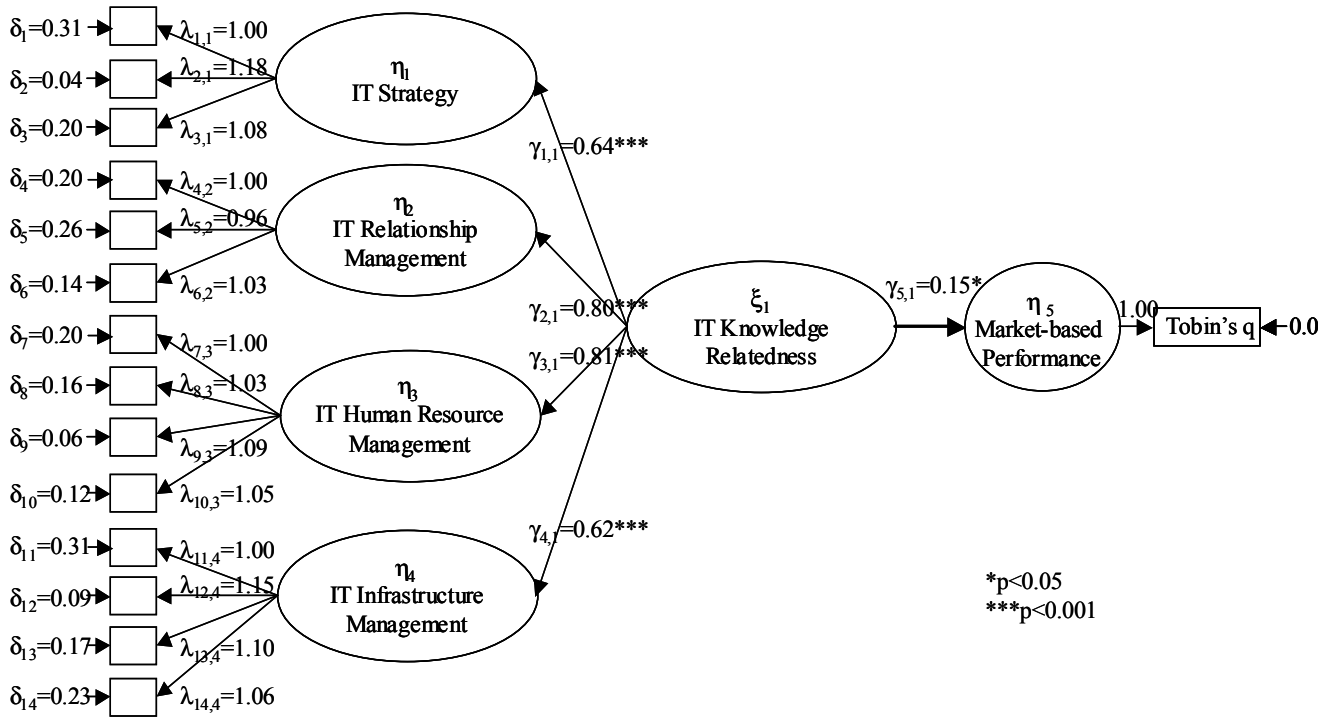 δ1=0.31
λ1,1=1.00
δ2=0.04
λ2,1=1.18
δ3=0.20
λ3,1=1.08
η1
IT Strategy
δ4=0.20
λ4,2=1.00
δ5=0.26
λ5,2=0.96
δ6=0.14
λ6,2=1.03
η2
IT Relationship
Management
δ7=0.20
λ7,3=1.00
δ8=0.16
λ8,3=1.03
δ9=0.06
λ9,3=1.09
δ10=0.12
λ10,3=1.05
η3
IT Human Resource
Management
δ11=0.31
λ11,4=1.00
δ12=0.09
λ12,4=1.15
δ13=0.17
λ13,4=1.10
δ14=0.23
λ14,4=1.06
η4
IT Infrastructure
Management
γ1,1=0.64***
γ2,1=0.80***
γ3,1=0.81***
γ4,1=0.62***
ξ1
IT Knowledge
Relatedness
γ5,1=0.15*
η5
Market-based
Performance
1.00
Tobin's q
0.0
*p<0.05
***p<0.001